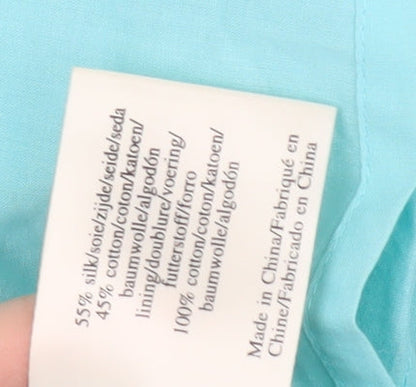 55% silk/soie/zijde/seide/seda
45% cotton/coton/katoen/
baumwolle/algodón
lining/doublure/voering/
futterstoff/forro
100% cotton/coton/katoen/
baumwolle/algodón
Made in China/Fabriqué en
Chine/Fabricado en China